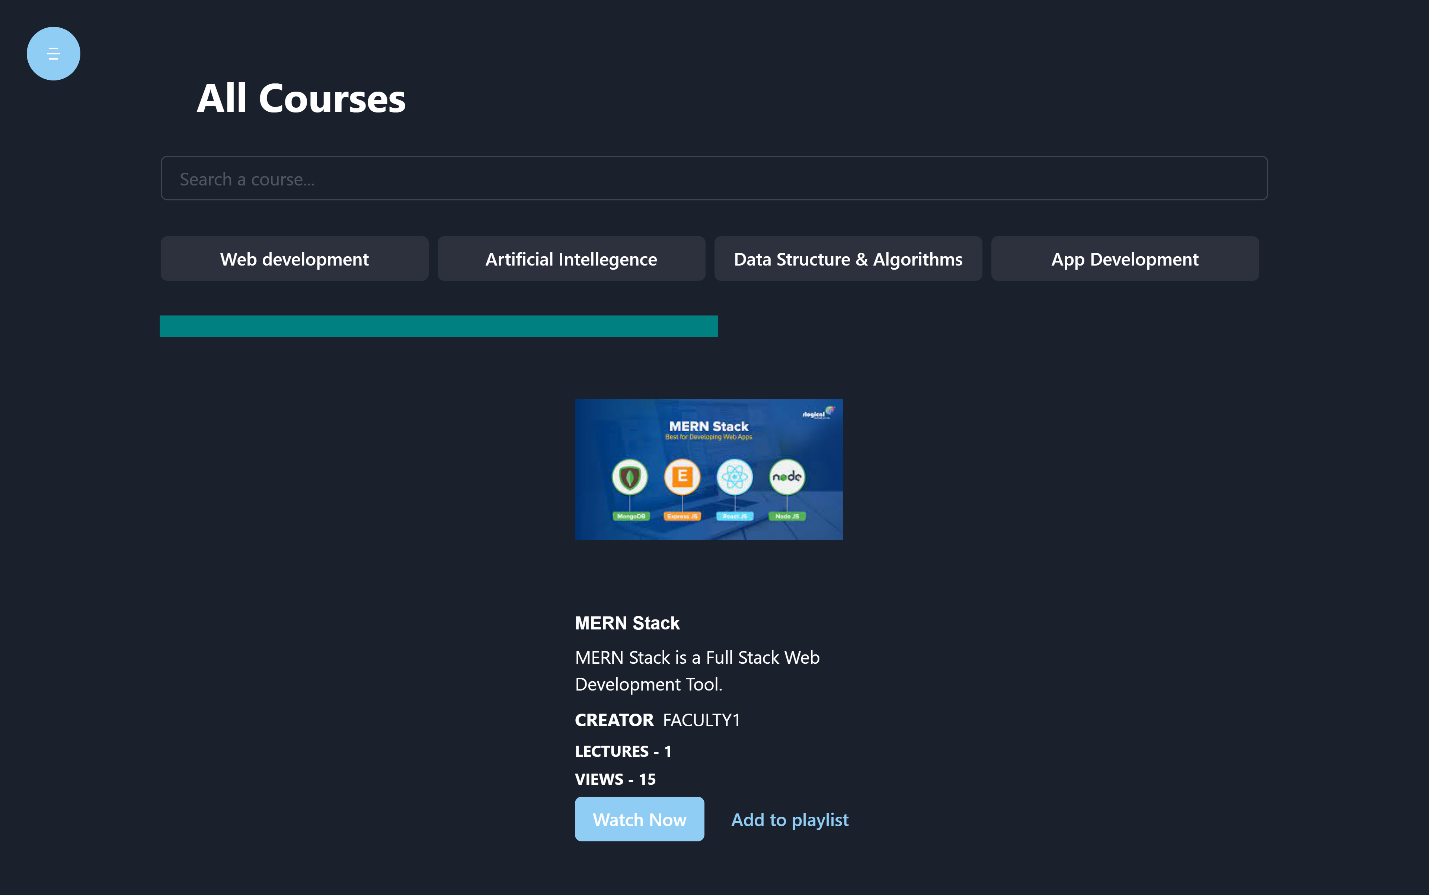 All Courses
Search a course...
Web development
Artificial Intellegence
Data Structure & Algorithms
App Development
rlogical
MERN Stack
Best for Developing Web Apps
E
node
MongoDB
Express JS
React JS
Node JS
MERN Stack
MERN Stack is a Full Stack Web
Development Tool.
CREATOR FACULTY1
LECTURES - 1
VIEWS - 15
Watch Now
Add to playlist